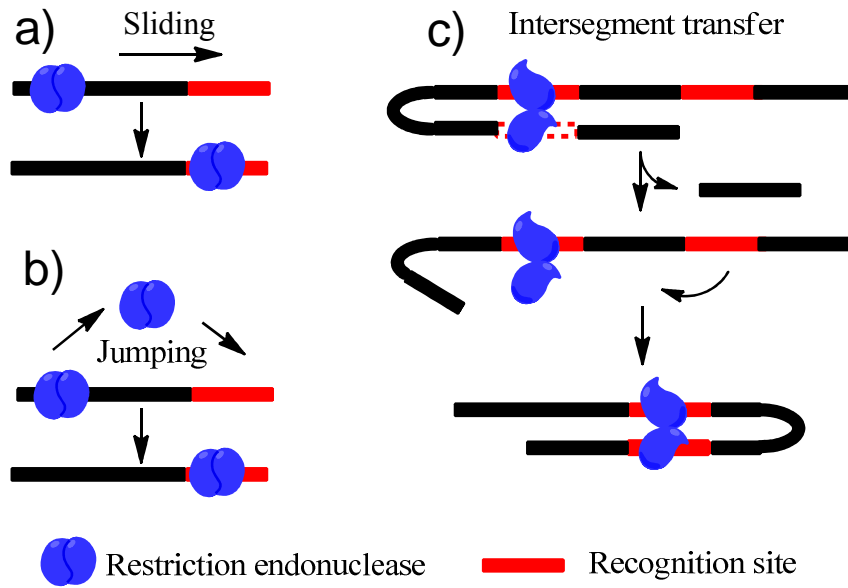 a)
Sliding
b)
Jumping
c)
Intersegment transfer
Restriction endonuclease
Recognition site